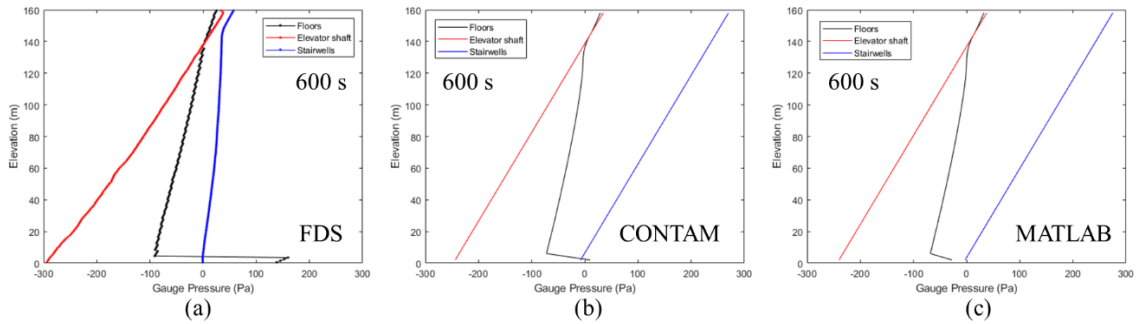 Floors
Elevator shaft
Stairwells
600 s
FDS
Elevation (m)
160
140
120
100
80
60
40
20
0
-300
-200
-100
0
100
200
300
Gauge Pressure (Pa)
(a)
Floors
Elevator shaft
Stairwells
600 s
CONTAM
Elevation (m)
160
140
120
100
80
60
40
20
0
-300
-200
-100
0
100
200
300
Gauge Pressure (Pa)
(b)
Floors
Elevator shaft
Stairwells
600 s
MATLAB
Elevation (m)
160
140
120
100
80
60
40
20
0
-300
-200
-100
0
100
200
300
Gauge Pressure (Pa)
(c)